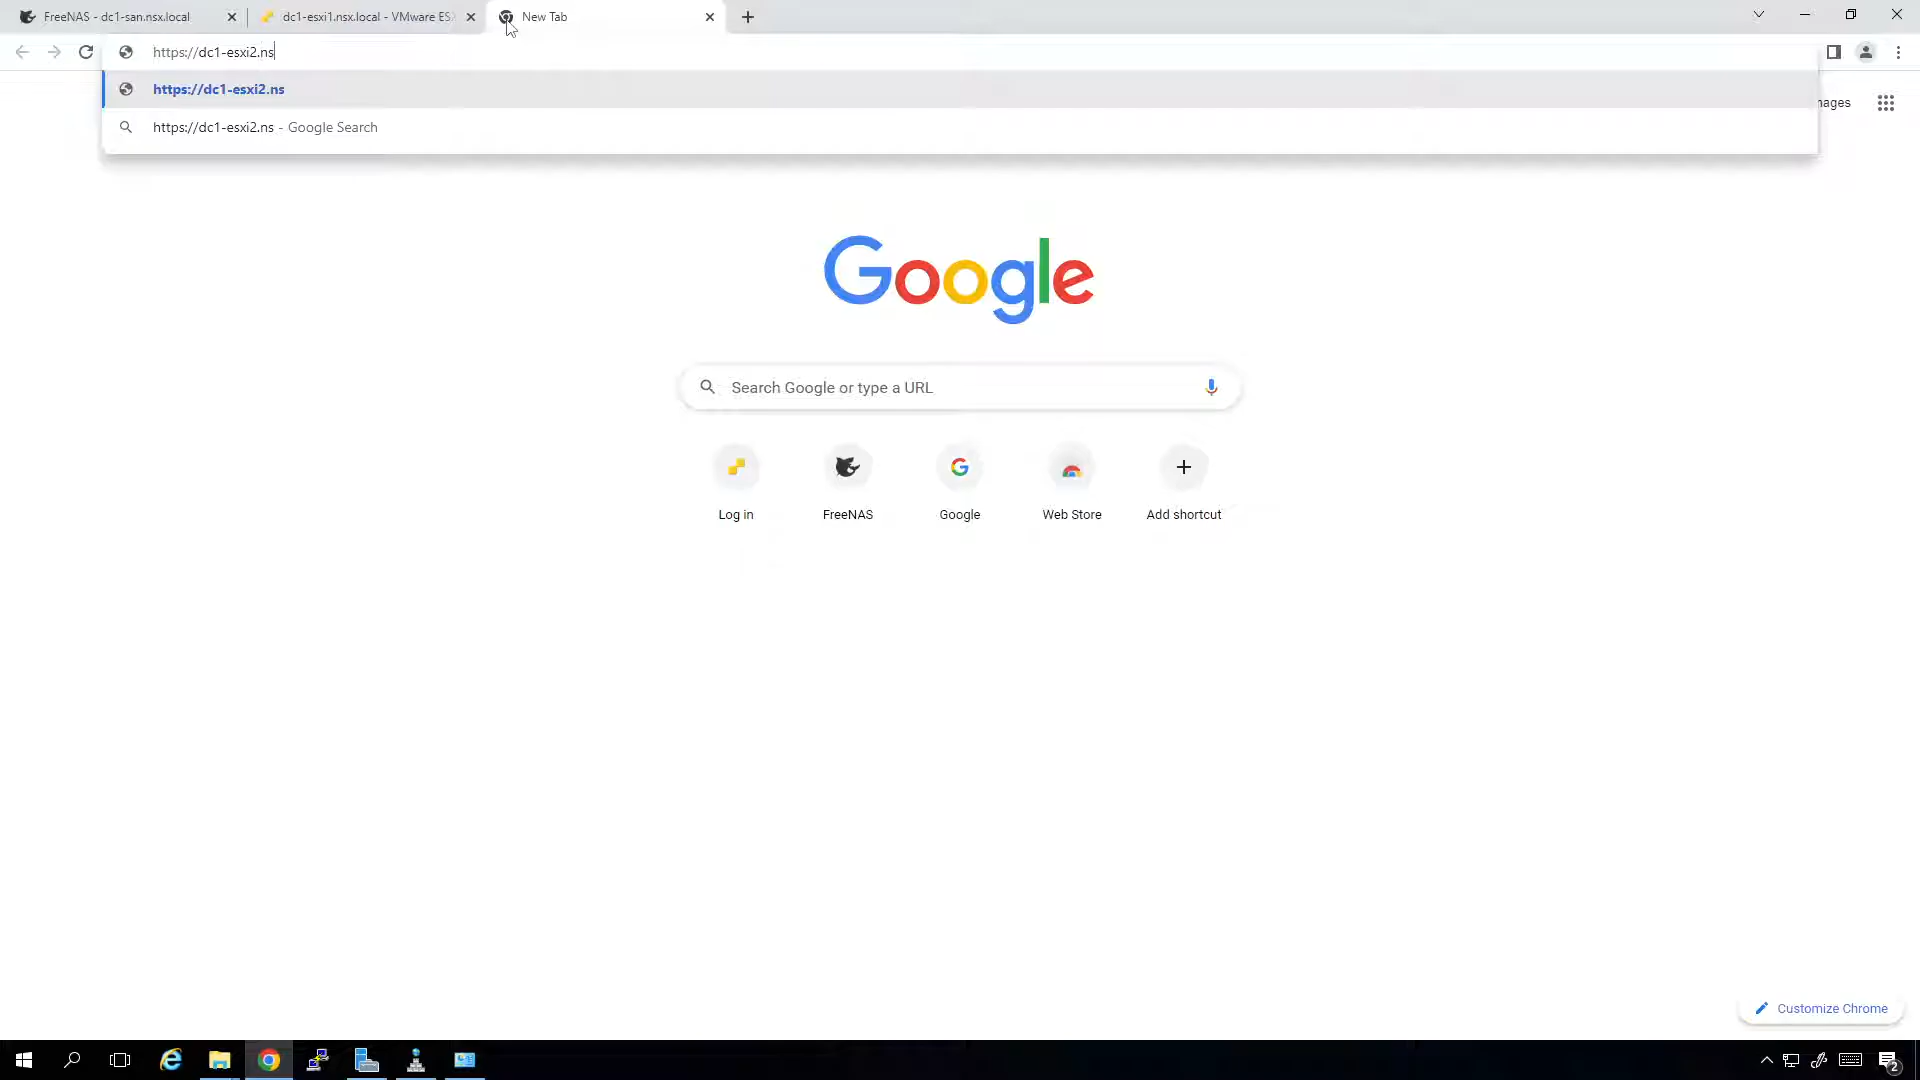 FreeNAS - dc1-san.nsx.local
dc1-esxi1.nsx.local - VMware ES
New Tab
https://dc1-esxi2.ns
https://dc1-esxi2.ns
https://dc1-esxi2.ns - Google Search
Google
Search Google or type a URL
Log in
FreeNAS
Google
Web Store
Add shortcut
Customize Chrome
2